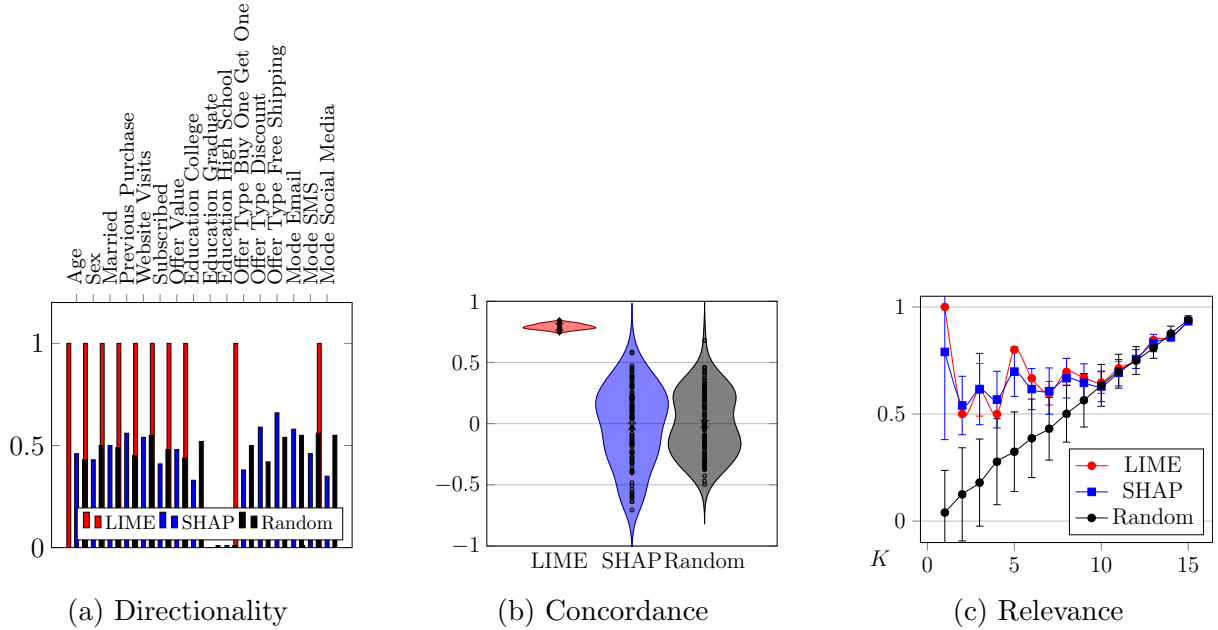 Age
Sex
Married
Previous Purchase
Website Visits
Subscribed
Offer Value
Education College
Education Graduate
Education High School
Offer Type Buy One Get One
Offer Type Discount
Offer Type Free Shipping
Mode Email
Mode SMS
Mode Social Media
1
0.5
0
LIME SHAP Random
(a) Directionality
1
0.5
0
−0.5
−1
LIME SHAP Random
(b) Concordance
1
0.5
0
LIME
SHAP
Random
K 0 5 10 15
(c) Relevance